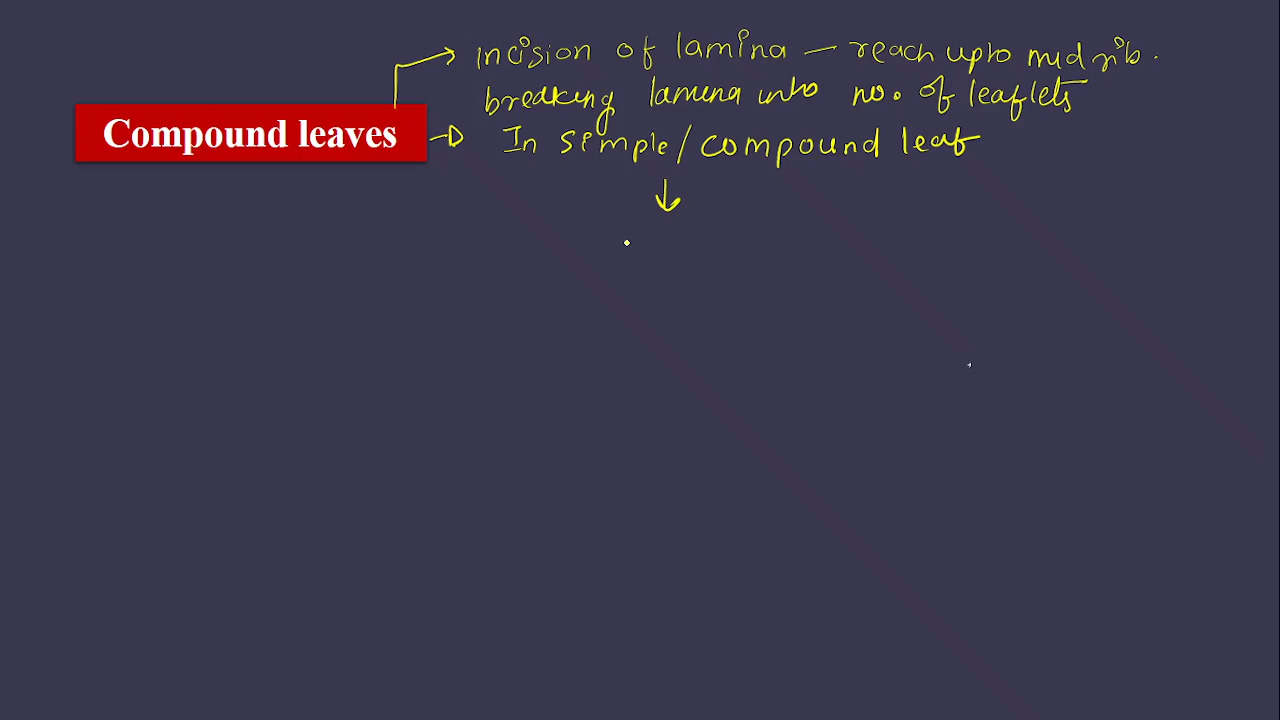 incision of lamina - reach upto midrib.
breaking lamina into no. of leaflets
Compound leaves
In simple/compound leaf